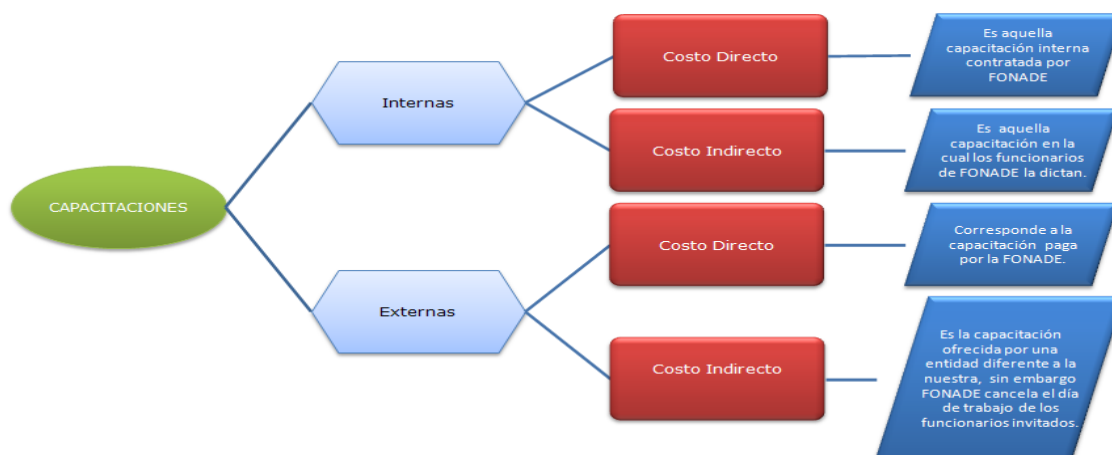 CAPACITACIONES
Internas
Costo Directo
Es aquella
capacitación interna
contratada por
FONADE
Costo Indirecto
Es aquella
capacitación en la
cual los funcionarios
de FONADE la dictan.
Externas
Costo Directo
Corresponde a la
capacitación paga
por la FONADE.
Costo Indirecto
Es la capacitación
ofrecida por una
entidad diferente a la
nuestra, sin embargo
FONADE cancela el día
de trabajo de los
funcionarios invitados.